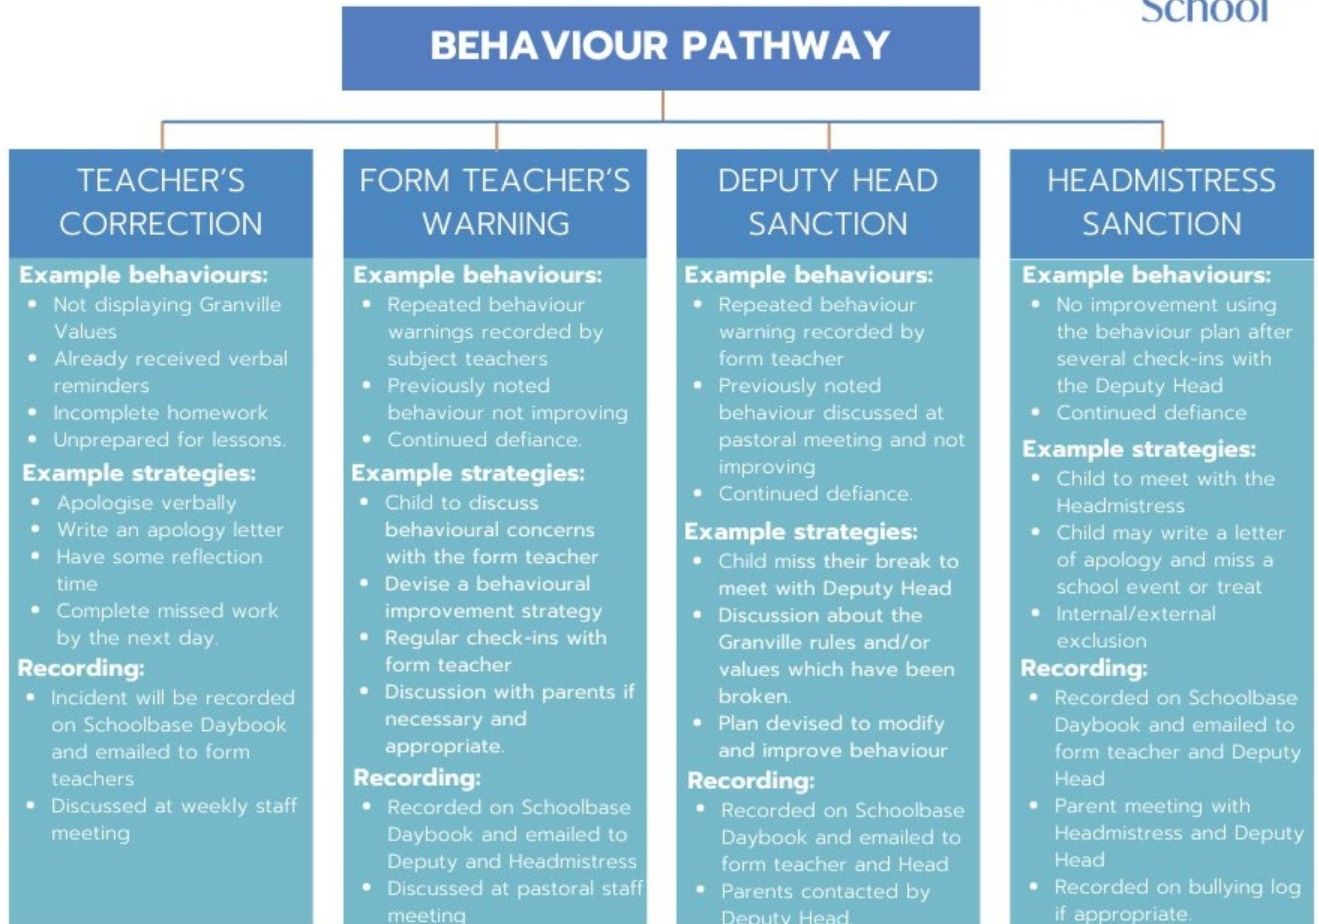 School
BEHAVIOUR PATHWAY
TEACHER'S
CORRECTION
Example behaviours:
• Not displaying Granville
Values
• Already received verbal
reminders
• Incomplete homework
• Unprepared for lessons.
Example strategies:
• Apologise verbally
• Write an apology letter
• Have some reflection
time
• Complete missed work
by the next day.
Recording:
• Incident will be recorded
on Schoolbase Daybook
and emailed to form
teachers
• Discussed at weekly staff
meeting
FORM TEACHER'S
WARNING
Example behaviours:
• Repeated behaviour
warnings recorded by
subject teachers
• Previously noted
behaviour not improving
• Continued defiance.
Example strategies:
• Child to discuss
behavioural concerns
with the form teacher
• Devise a behavioural
improvement strategy
• Regular check-ins with
form teacher
• Discussion with parents if
necessary and
appropriate.
Recording:
• Recorded on Schoolbase
Daybook and emailed to
Deputy and Headmistress
• Discussed at pastoral staff
meeting
DEPUTY HEAD
SANCTION
Example behaviours:
• Repeated behaviour
warning recorded by
form teacher
• Previously noted
behaviour discussed at
pastoral meeting and not
improving
• Continued defiance.
Example strategies:
• Child miss their break to
meet with Deputy Head
• Discussion about the
Granville rules and/or
values which have been
broken.
• Plan devised to modify
and improve behaviour
Recording:
• Recorded on Schoolbase
Daybook and emailed to
form teacher and Head
• Parents contacted by
Deputy Head.
HEADMISTRESS
SANCTION
Example behaviours:
• No improvement using
the behaviour plan after
several check-ins with
the Deputy Head
• Continued defiance
Example strategies:
• Child to meet with the
Headmistress
• Child may write a letter
of apology and miss a
school event or treat
• Internal/external
exclusion
Recording:
• Recorded on Schoolbase
Daybook and emailed to
form teacher and Deputy
Head
• Parent meeting with
Headmistress and Deputy
Head
• Recorded on bullying log
if appropriate.